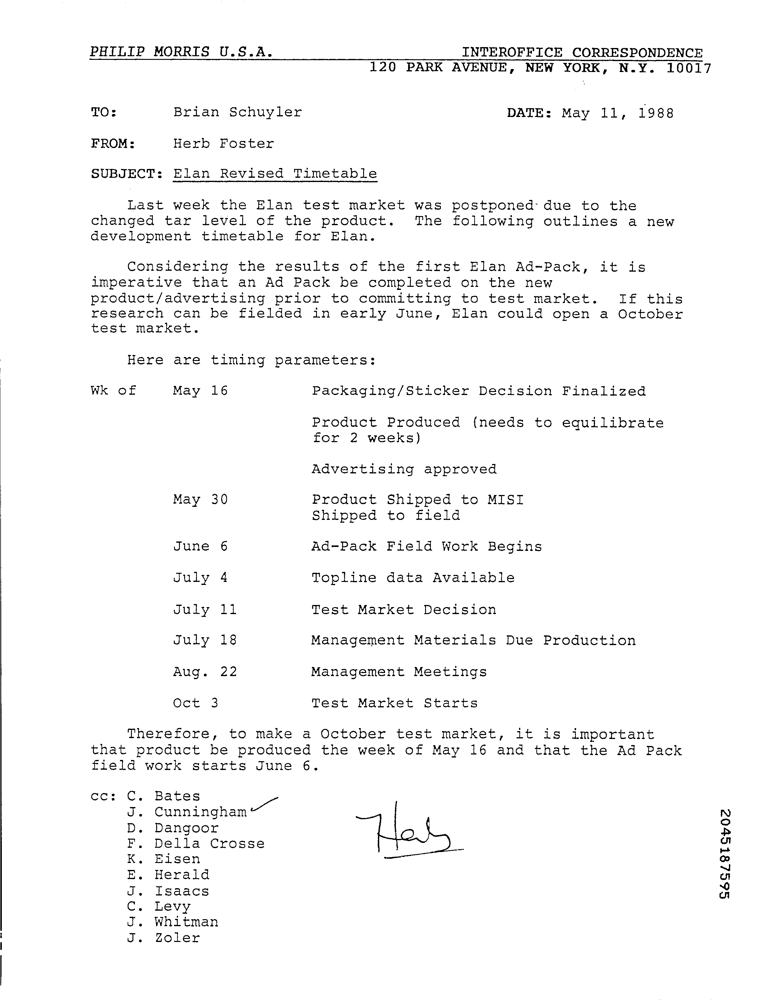 PHILIP MORRIS U.S.A. INTEROFFICE CORRESPONDENCE
120 PARK AVENUE, NEW YORK, N.Y. 10017
TO: Brian Schuyler DATE: May 11, 1988
FROM: Herb Foster
SUBJECT: Elan Revised Timetable
Last week the Elan test market was postponed due to the
changed tar level of the product. The following outlines a new
development timetable for Elan.
Considering the results of the first Elan Ad-Pack, it is
imperative that an Ad Pack be completed on the new
product/advertising prior to committing to test market. If this
research can be fielded in early June, Elan could open a October
test market.
Here are timing parameters:
Wk of May 16 Packaging/Sticker Decision Finalized
Product Produced (needs to equilibrate
for 2 weeks)
Advertising approved
May 30 Product Shipped to MISI
Shipped to field
June 6 Ad-Pack Field Work Begins
July 4 Topline data Available
July 11 Test Market Decision
July 18 Management Materials Due Production
Aug. 22 Management Meetings
Oct 3 Test Market Starts
Therefore, to make a October test market, it is important
that product be produced the week of May 16 and that the Ad Pack
field work starts June 6.
cc: C. Bates
J. Cunningham
D. Dangoor
F. Della Crosse
K. Eisen
E. Herald
J. Isaacs
C. Levy
J. Whitman
J. Zoler
Herb
2045187595